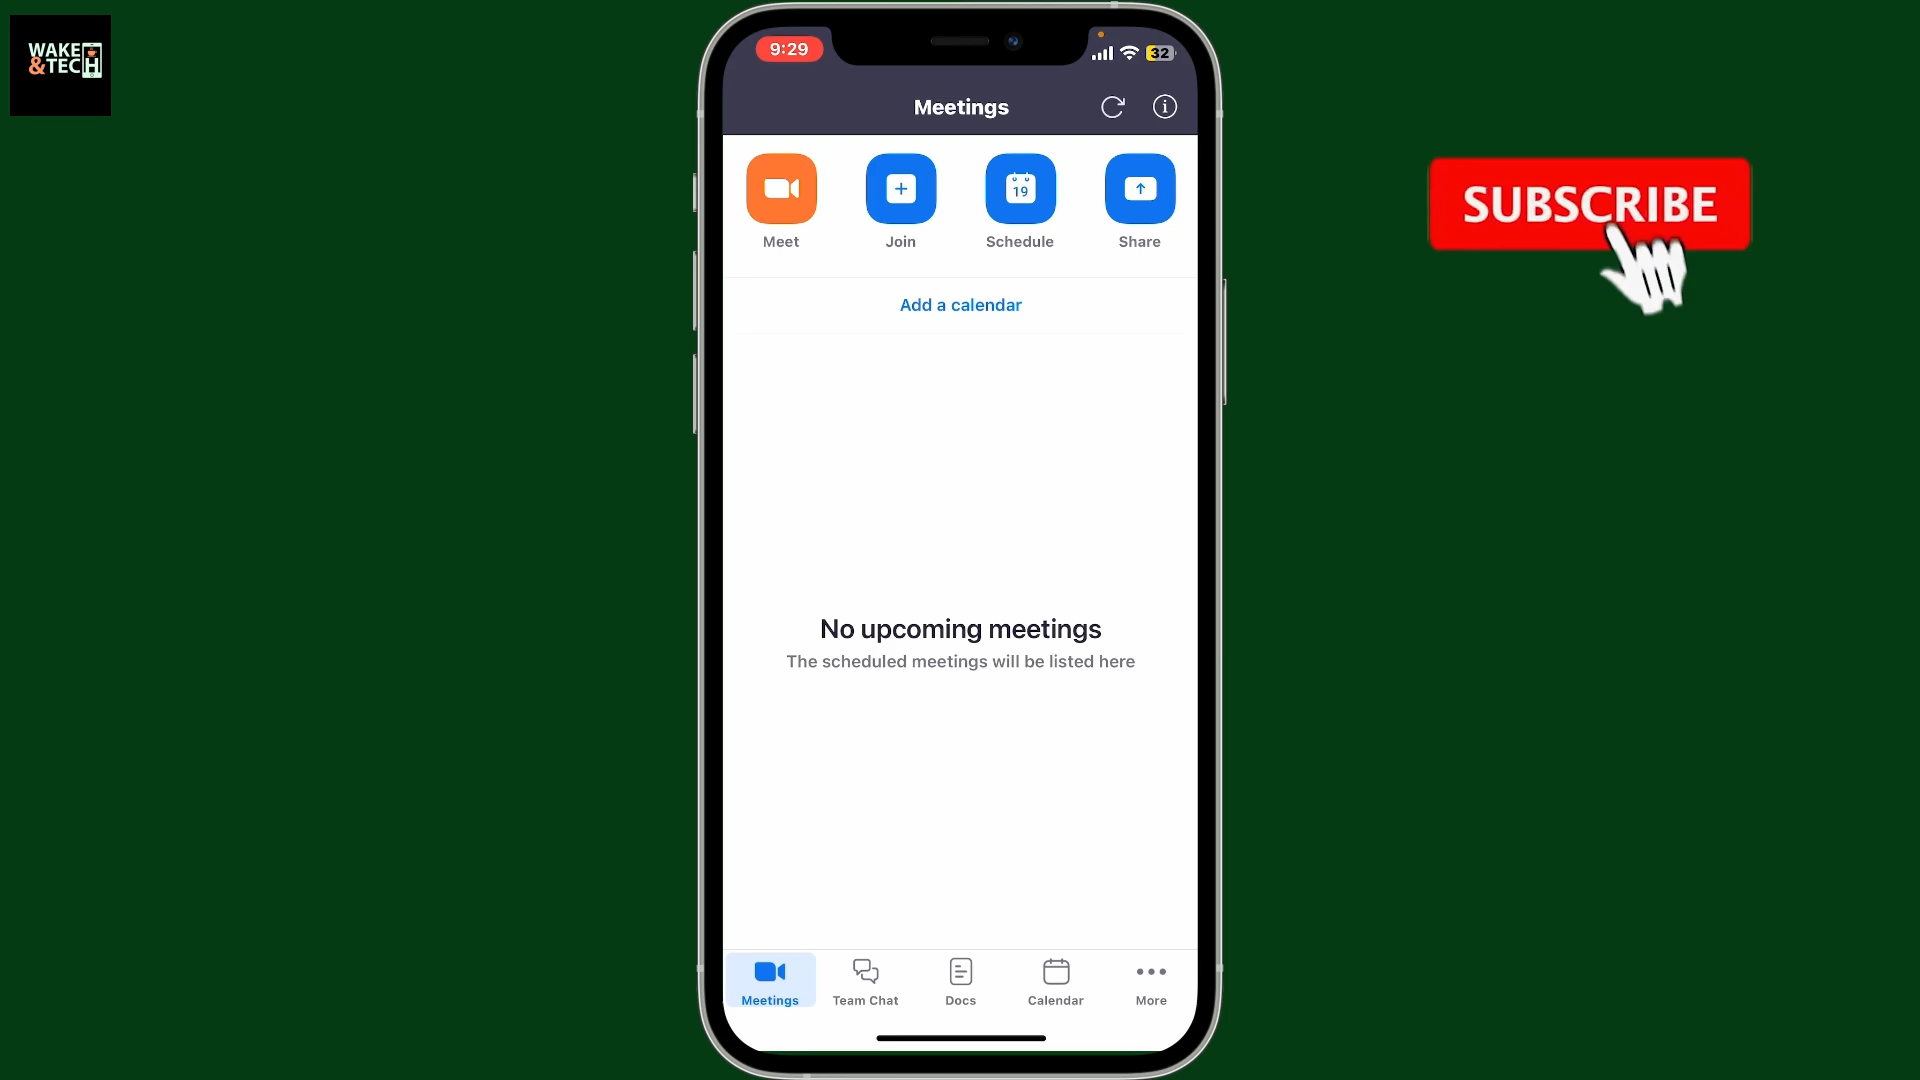 WAKE
&TECH
SUBSCRIBE
9:29
32
Meetings
19
Meet
Join
Schedule
Share
Add a calendar
No upcoming meetings
The scheduled meetings will be listed here
Meetings
Team Chat
Docs
Calendar
More